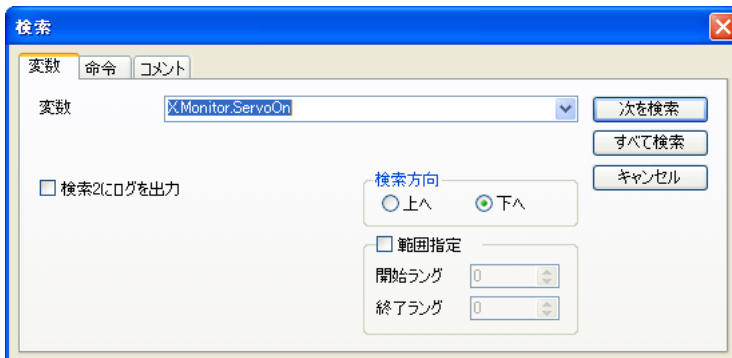 検索
変数 命令 コメント
変数 X.Monitor.ServoOn 次を検索
すべて検索
キャンセル
検索2にログを出力
検索方向
上へ 下へ
範囲指定
開始ラング 0
終了ラング 0